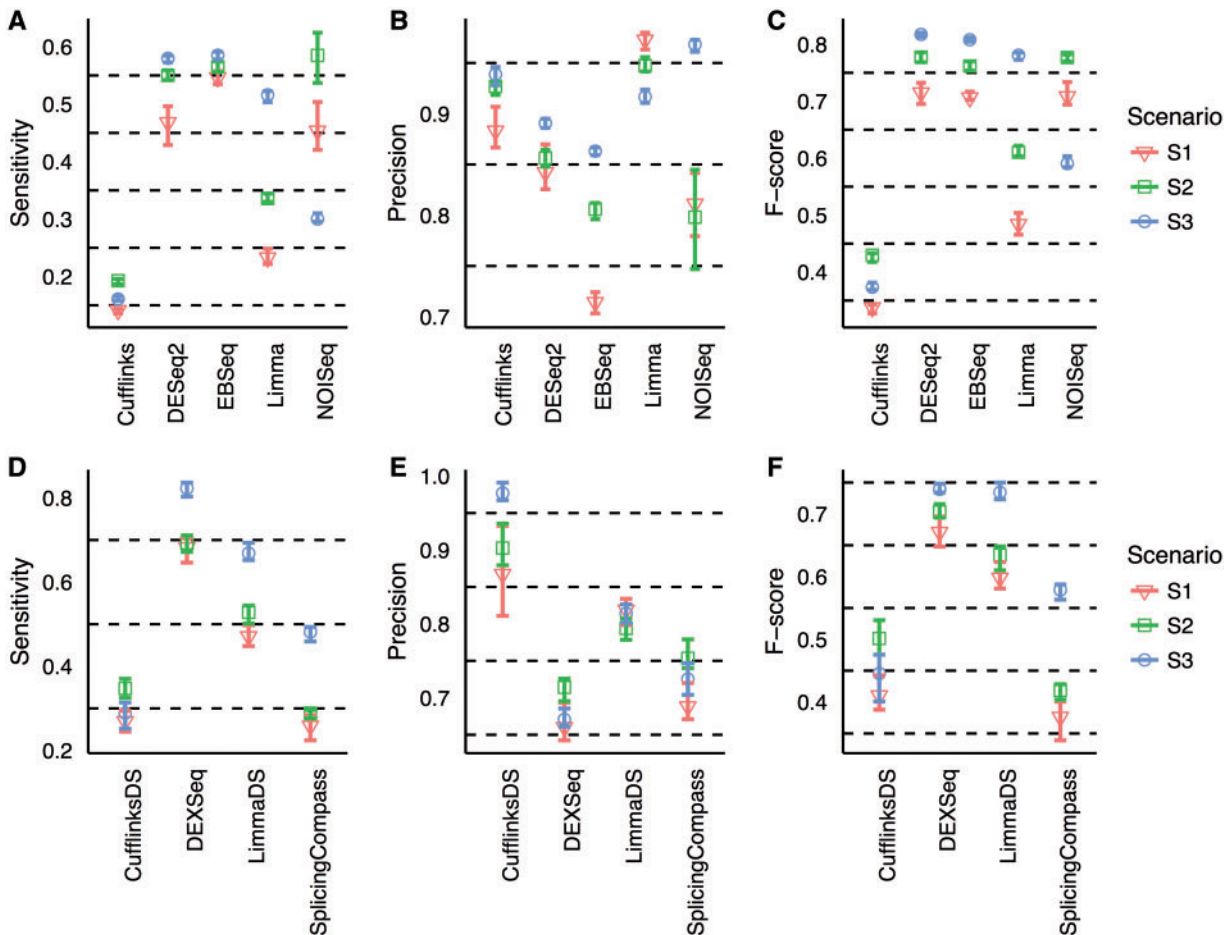 A
Sensitivity
0.6
0.5
0.4
0.3
0.2
Cufflinks
DESeq2
EBSeq
Limma
NOISeq
B
Precision
0.9
0.8
0.7
Cufflinks
DESeq2
EBSeq
Limma
NOISeq
C
F−score
0.8
0.7
0.6
0.5
0.4
Cufflinks
DESeq2
EBSeq
Limma
NOISeq
Scenario
S1
S2
S3
D
Sensitivity
0.8
0.6
0.4
0.2
CufflinksDS
DEXSeq
LimmaDS
SplicingCompass
E
Precision
1.0
0.9
0.8
0.7
CufflinksDS
DEXSeq
LimmaDS
SplicingCompass
F
F−score
0.7
0.6
0.5
0.4
CufflinksDS
DEXSeq
LimmaDS
SplicingCompass
Scenario
S1
S2
S3